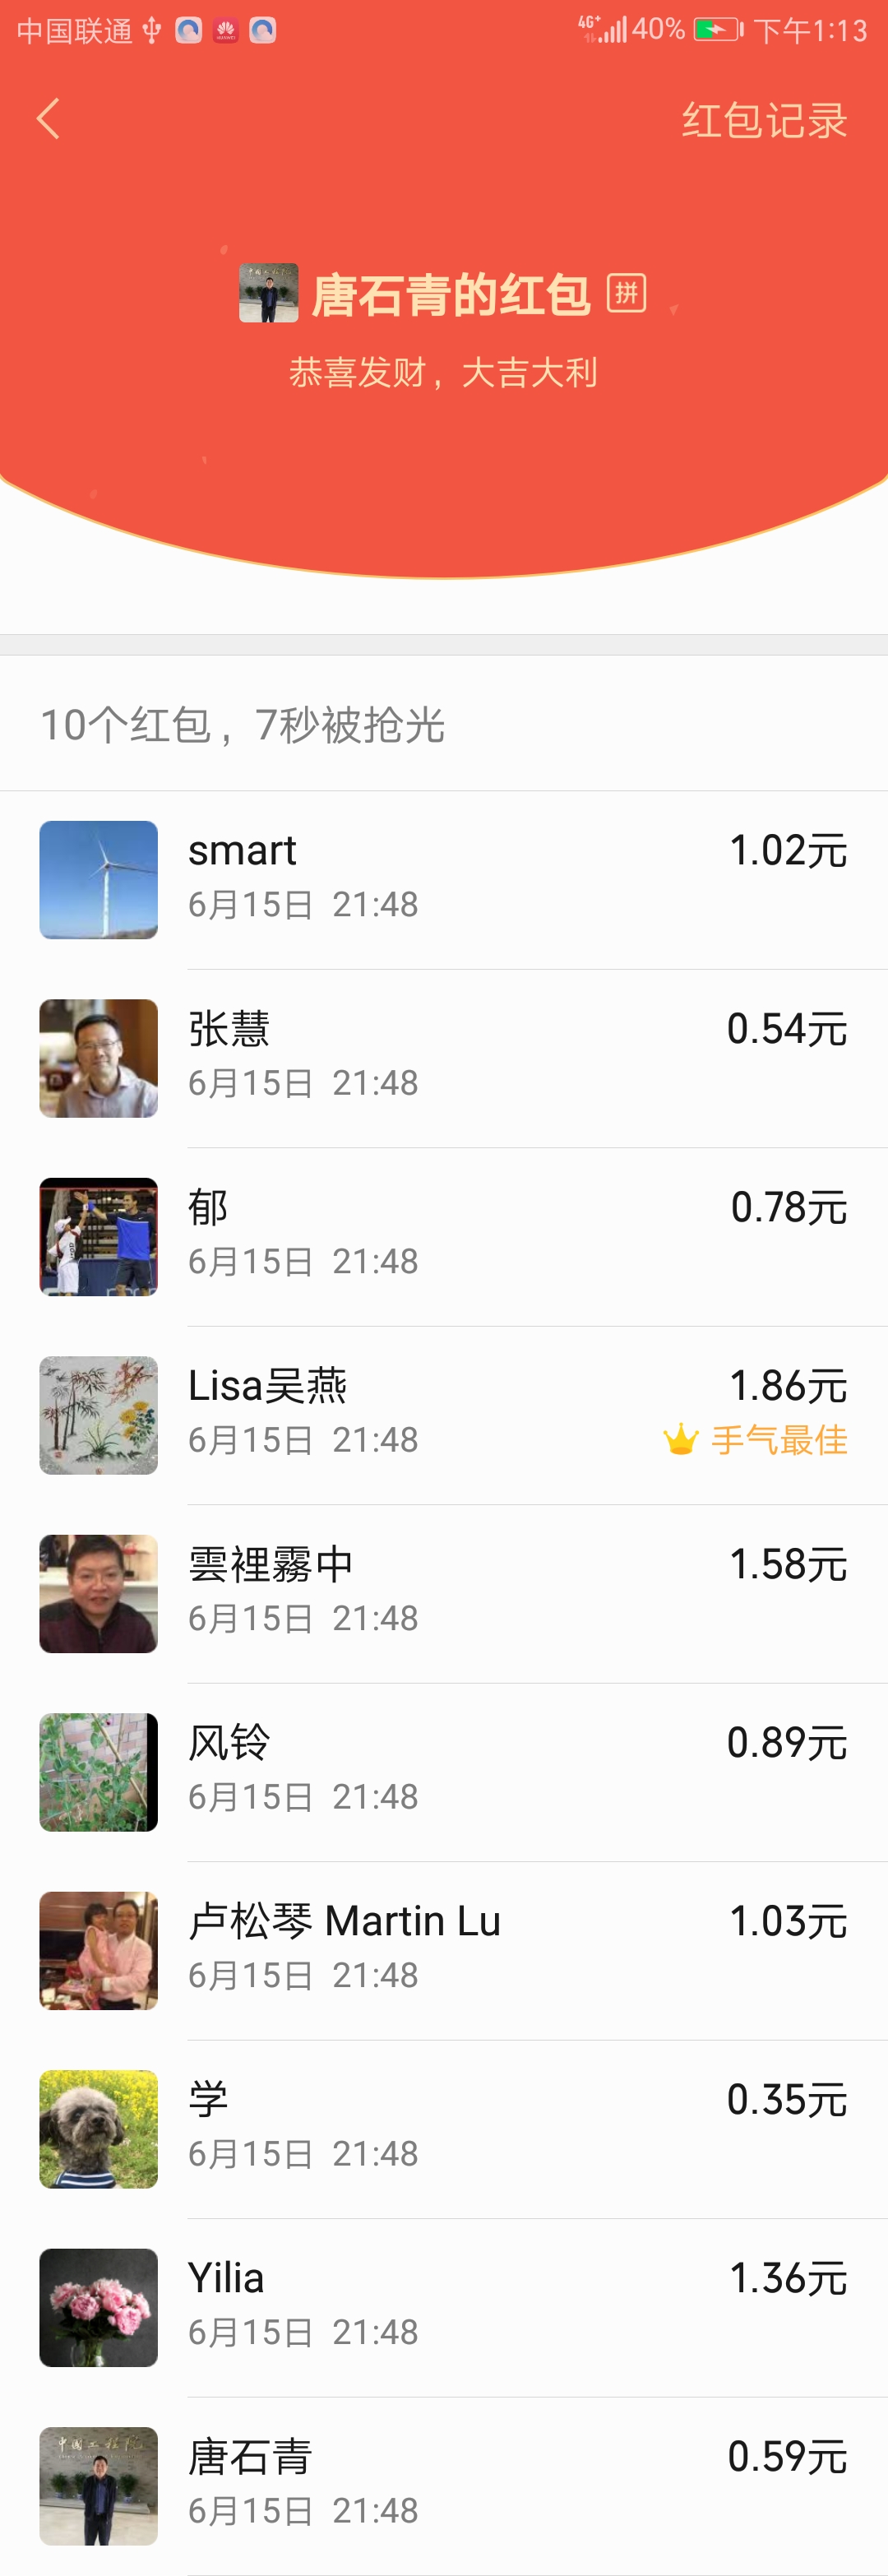 中国联通 4G+ 40% 下午1:13
红包记录
唐石青的红包 拼
恭喜发财，大吉大利
10个红包，7秒被抢光
smart 1.02元
6月15日 21:48
张慧 0.54元
6月15日 21:48
郁 0.78元
6月15日 21:48
Lisa吴燕 1.86元
6月15日 21:48 手气最佳
雲裡霧中 1.58元
6月15日 21:48
风铃 0.89元
6月15日 21:48
卢松琴 Martin Lu 1.03元
6月15日 21:48
学 0.35元
6月15日 21:48
Yilia 1.36元
6月15日 21:48
中国工程院
唐石青 0.59元
6月15日 21:48